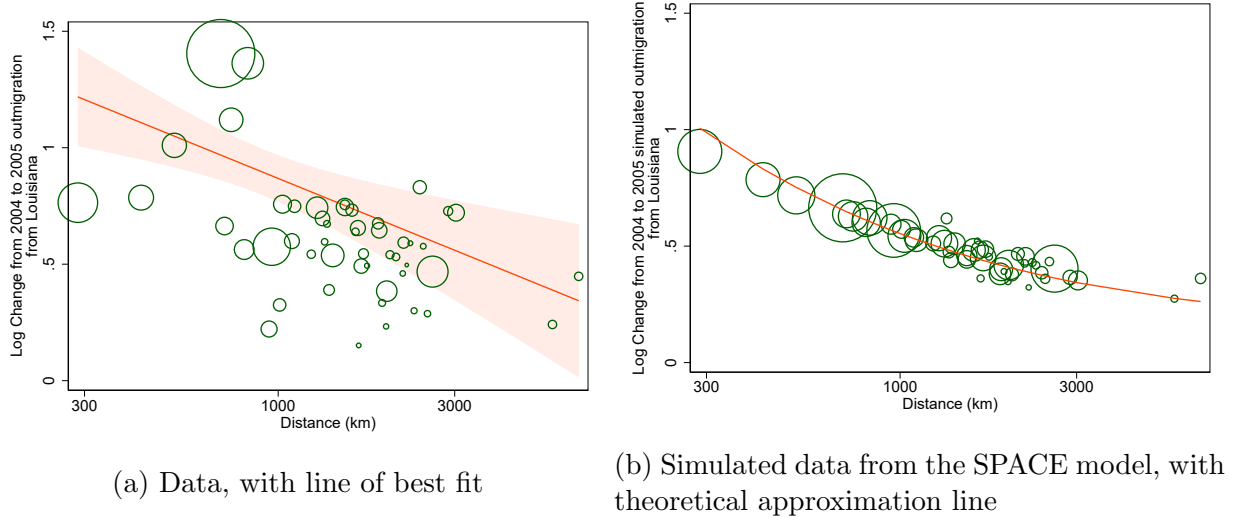 Log Change from 2004 to 2005 outmigration
from Louisiana
1.5
1
.5
0
300
1000
3000
Distance (km)
(a) Data, with line of best fit
Log Change from 2004 to 2005 simulated outmigration
from Louisiana
1.5
1
.5
0
300
1000
3000
Distance (km)
(b) Simulated data from the SPACE model, with
theoretical approximation line